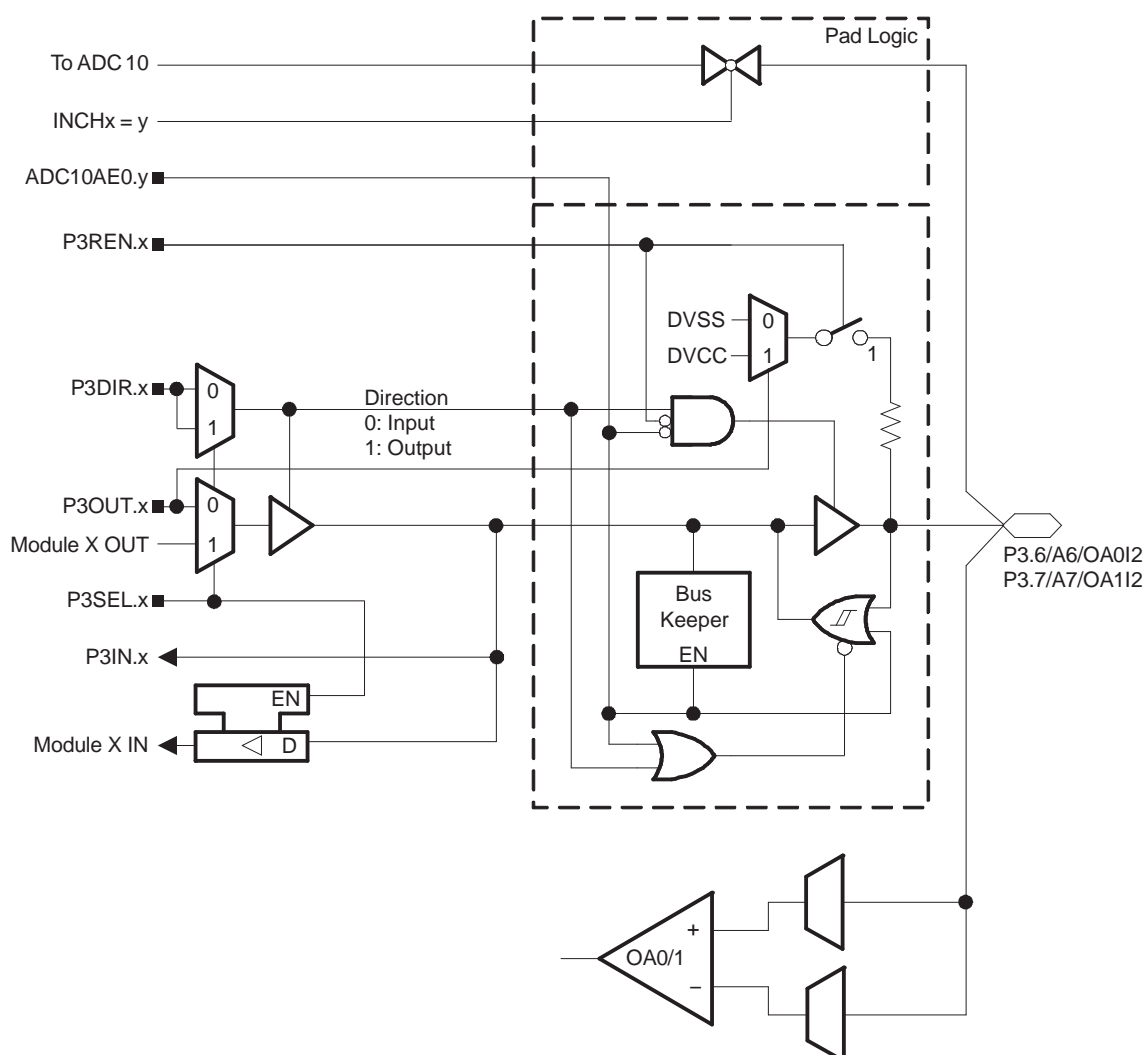 Pad Logic
To ADC 10
INCHx = y
ADC10AE0.y
P3REN.x
DVSS
0
DVCC
1
1
P3DIR.x
0
1
Direction
0: Input
1: Output
P3OUT.x
0
Module X OUT
1
P3.6/A6/OA0I2
P3.7/A7/OA1I2
P3SEL.x
Bus
Keeper
EN
P3IN.x
EN
Module X IN
D
+
OA0/1
−